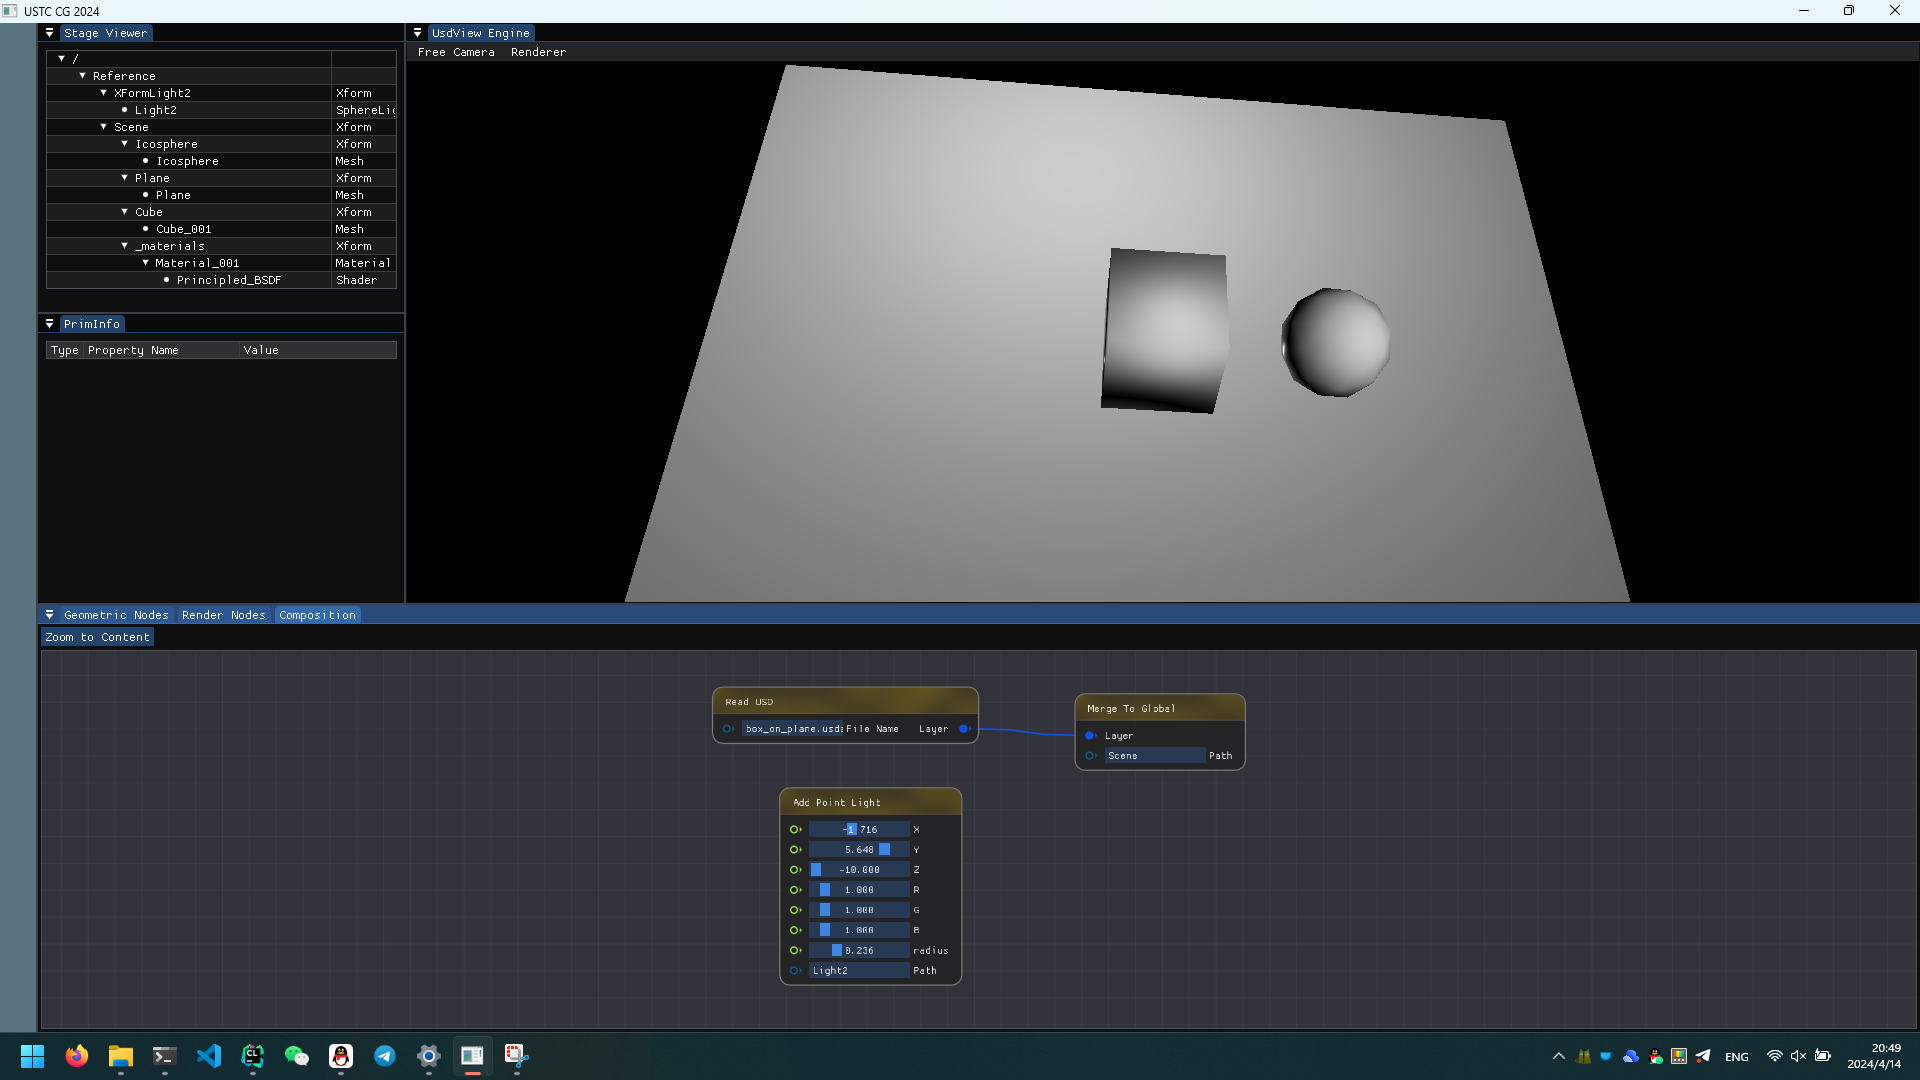 USTC CG 2024
Stage Viewer
/
Reference
XFormLight2 Xform
Light2 SphereLig
Scene Xform
Icosphere Xform
Icosphere Mesh
Plane Xform
Plane Mesh
Cube Xform
Cube_001 Mesh
_materials Xform
Material_001 Material
Principled_BSDF Shader
PrimInfo
Type Property Name Value
UsdView Engine
Free Camera Renderer
Geometric Nodes Render Nodes Composition
Zoom to Content
Read USD
box_on_plane.usda File Name Layer
Merge To Global
Layer
Scene Path
Add Point Light
-1.716 X
5.648 Y
-10.000 Z
1.000 R
1.000 G
1.000 B
0.236 radius
Light2 Path
ENG
20:49
2024/4/14